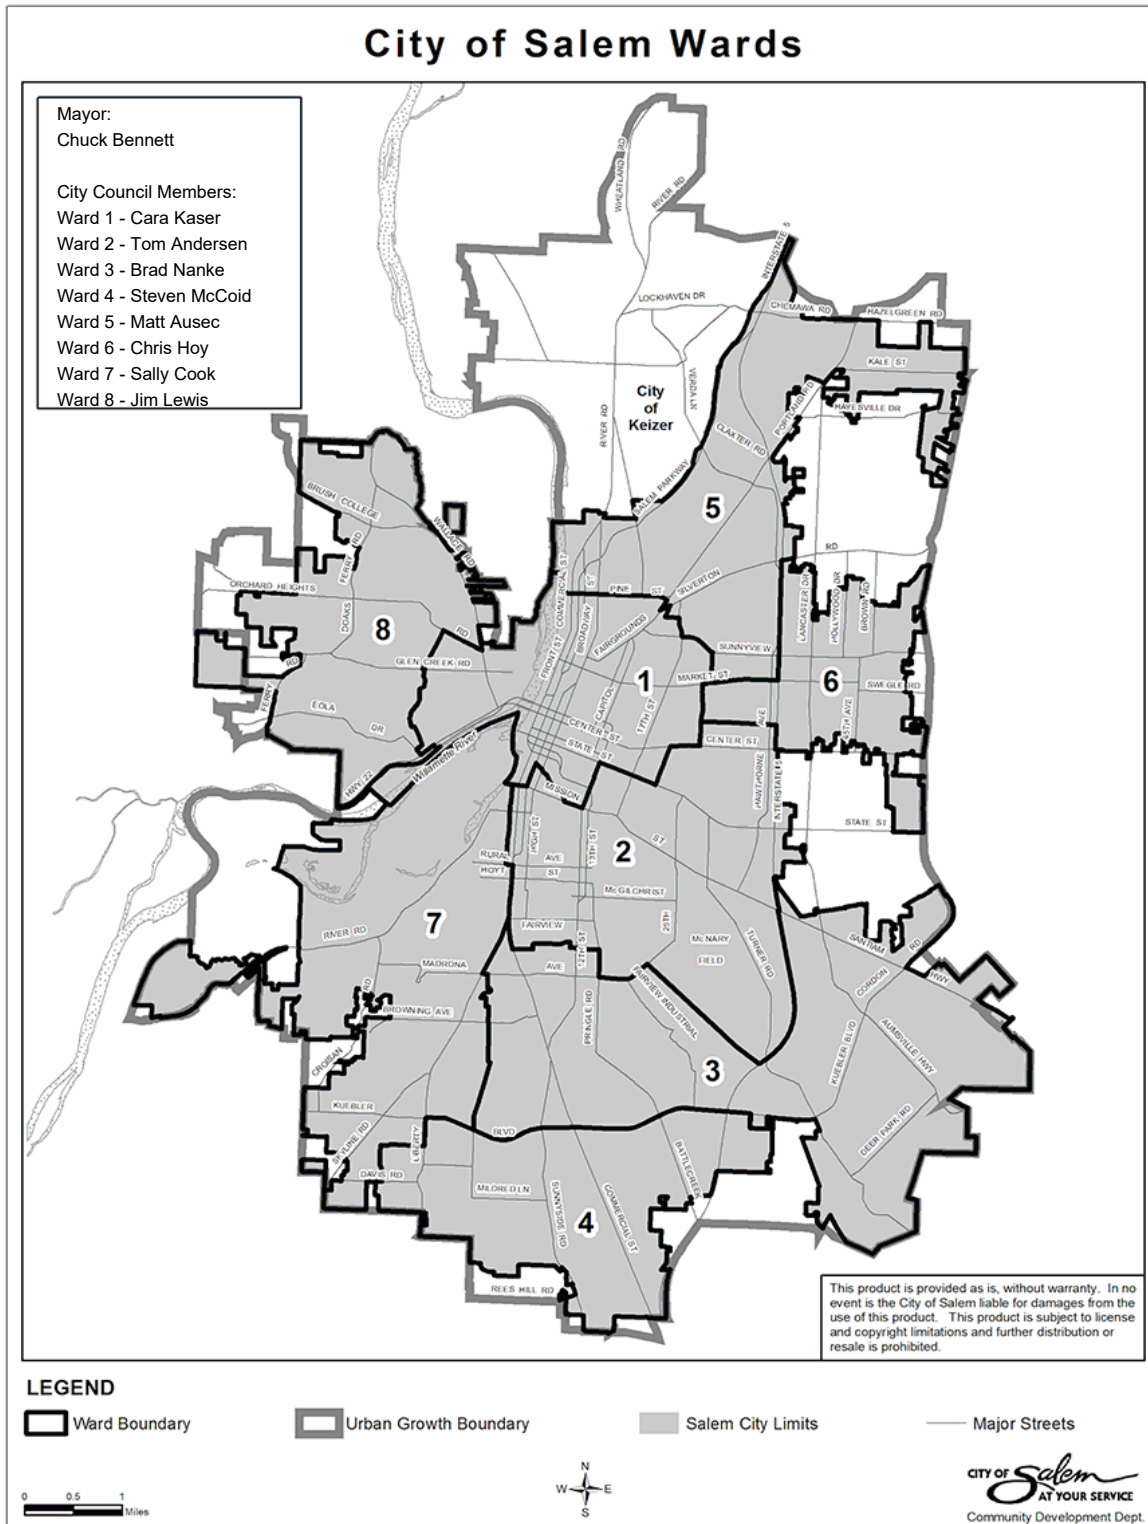 City of Salem Wards
Mayor:
Chuck Bennett
City Council Members:
Ward 1 - Cara Kaser
Ward 2 - Tom Andersen
Ward 3 - Brad Nanke
Ward 4 - Steven McCoid
Ward 5 - Matt Ausec
Ward 6 - Chris Hoy
Ward 7 - Sally Cook
Ward 8 - Jim Lewis
WHEATLAND RD
RIVER RD
INTERSTATE 5
LOCKHAVEN DR
CHEMAWA RD
HAZELGREEN RD
KALE ST
VERDA LN
PORTLAND RD
HAYESVILLE DR
City
of
Keizer
RIVER RD
CLAXTER RD
SALEM PARKWAY
5
BRUSH COLLEGE
RD
WALLACE RD
FERRY RD
DOAKS
ORCHARD HEIGHTS
RD
COMMERCIAL ST
FRONT ST
BROADWAY ST
PINE ST
SILVERTON
RD
LANCASTER DR
HOLLYWOOD DR
BROWN RD
8
FAIRGROUNDS
SUNNYVIEW
GLEN CREEK RD
RD
FERRY
1
MARKET ST
6
SWEGLE RD
CAPITOL
17TH ST
45TH AVE
EOLA
DR
CENTER ST
STATE ST
CENTER ST
AVE
HAWTHORNE
INTERSTATE 5
HWY 22
Willamette River
MISSION
ST
STATE ST
HIGH ST
13TH ST
2
RURAL
AVE
HOYT
ST
McGILCHRIST
7
FAIRVIEW
25TH
McNARY
FIELD
TURNER RD
RIVER RD
12TH ST
SANTIAM
HWY
CORDON
RD
MADRONA
AVE
FAIRVIEW INDUSTRIAL
RD
BROWNING AVE
PRINGLE RD
CROISAN
KUEBLER BLVD
AUMSVILLE HWY
3
KUEBLER
BLVD
DEER PARK RD
SKYLINE RD
LIBERTY
DAVIS RD
BATTLECREEK
MILDRED LN
SUNNYSIDE RD
COMMERCIAL ST
4
REES HILL RD
This product is provided as is, without warranty. In no
event is the City of Salem liable for damages from the
use of this product. This product is subject to license
and copyright limitations and further distribution or
resale is prohibited.
LEGEND
Ward Boundary
Urban Growth Boundary
Salem City Limits
Major Streets
N
W
E
S
0 0.5 1
Miles
CITY OF Salem
AT YOUR SERVICE
Community Development Dept.